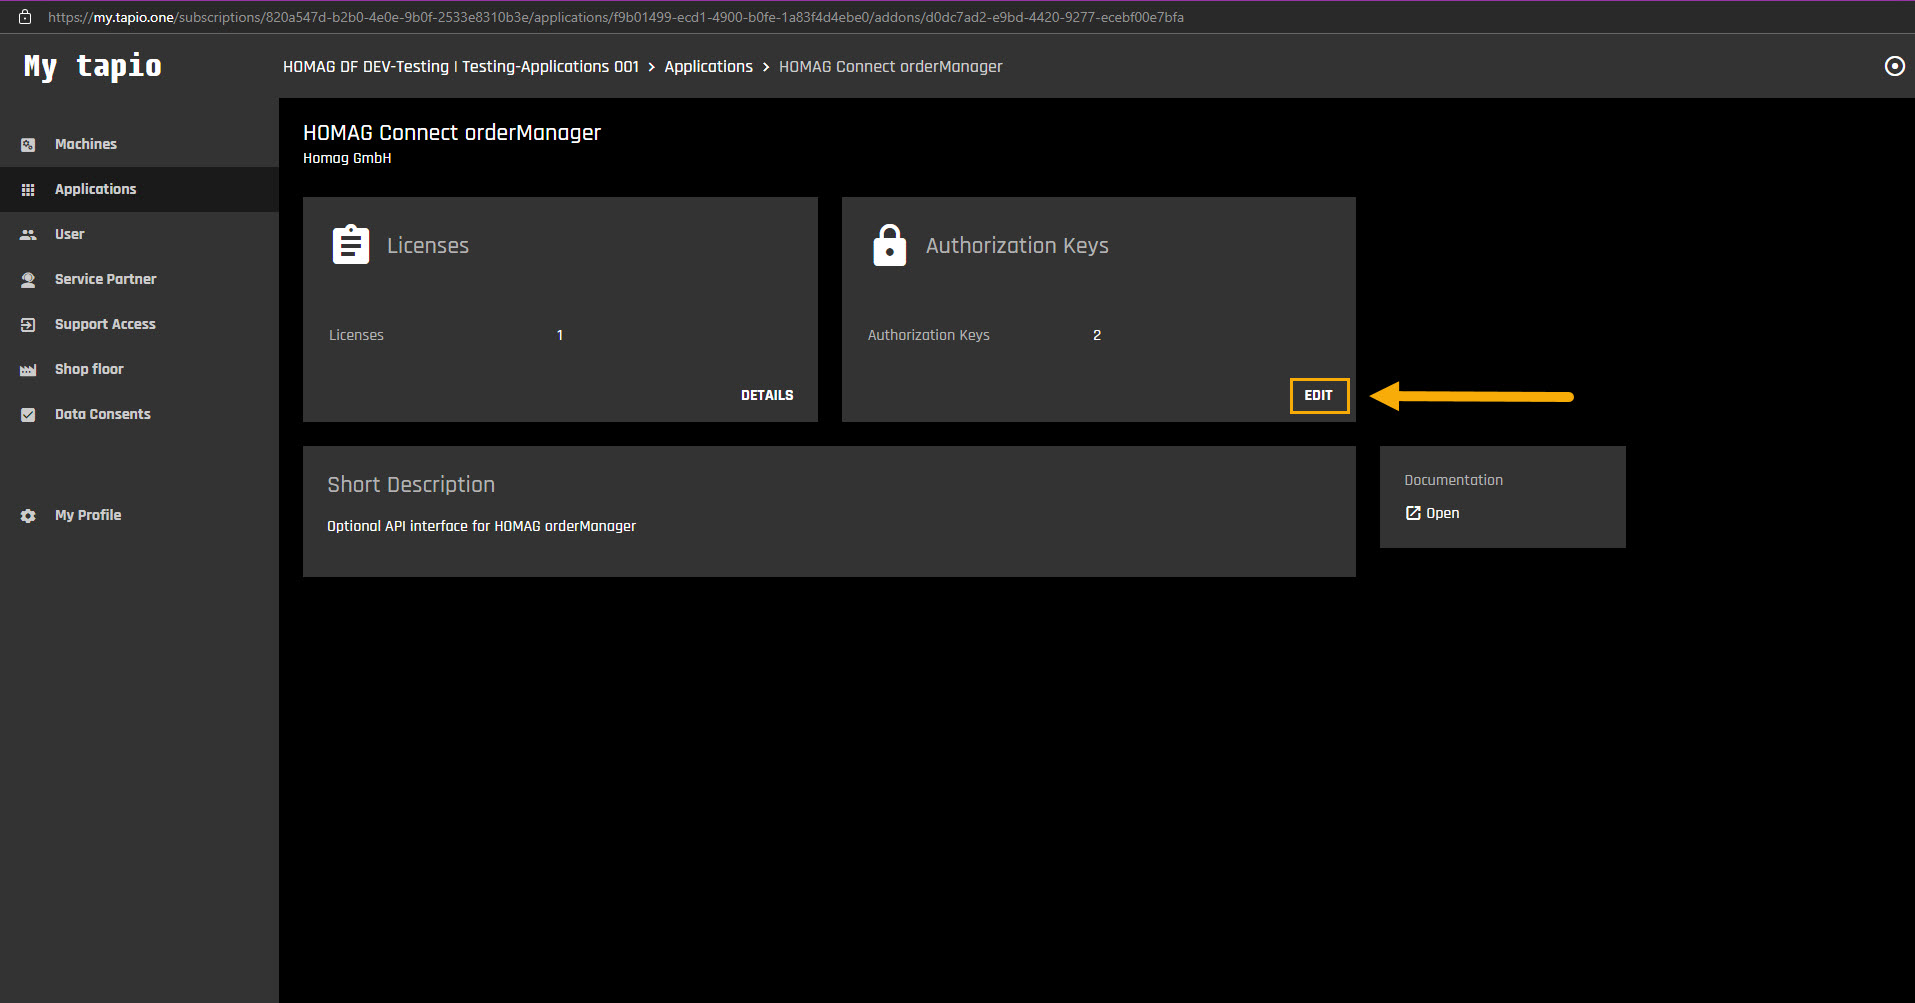 https://my.tapio.one/subscriptions/820a547d-b2b0-4e0e-9b0f-2533e8310b3e/applications/f9b01499-ecd1-4900-b0fe-1a83f4d4ebe0/addons/d0dc7ad2-e9bd-4420-9277-ecebf00e7bfa
My tapio
HOMAG DF DEV-Testing | Testing-Applications 001 > Applications > HOMAG Connect orderManager
Machines
Applications
User
Service Partner
Support Access
Shop floor
Data Consents
My Profile
HOMAG Connect orderManager
Homag GmbH
Licenses
Licenses 1
DETAILS
Authorization Keys
Authorization Keys 2
EDIT
Short Description
Optional API interface for HOMAG orderManager
Documentation
Open